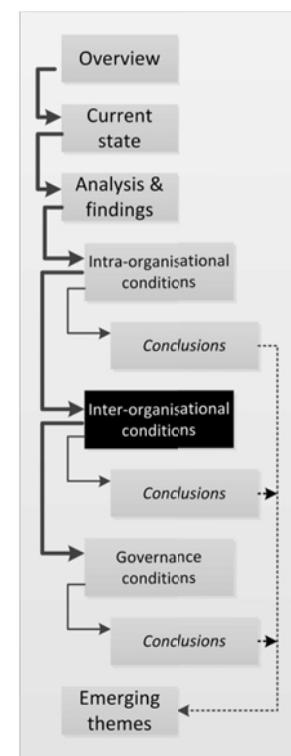 Overview
Current
state
Analysis &
findings
Intra-organisational
conditions
Conclusions
Inter-organisational
conditions
Conclusions
Governance
conditions
Conclusions
Emerging
themes